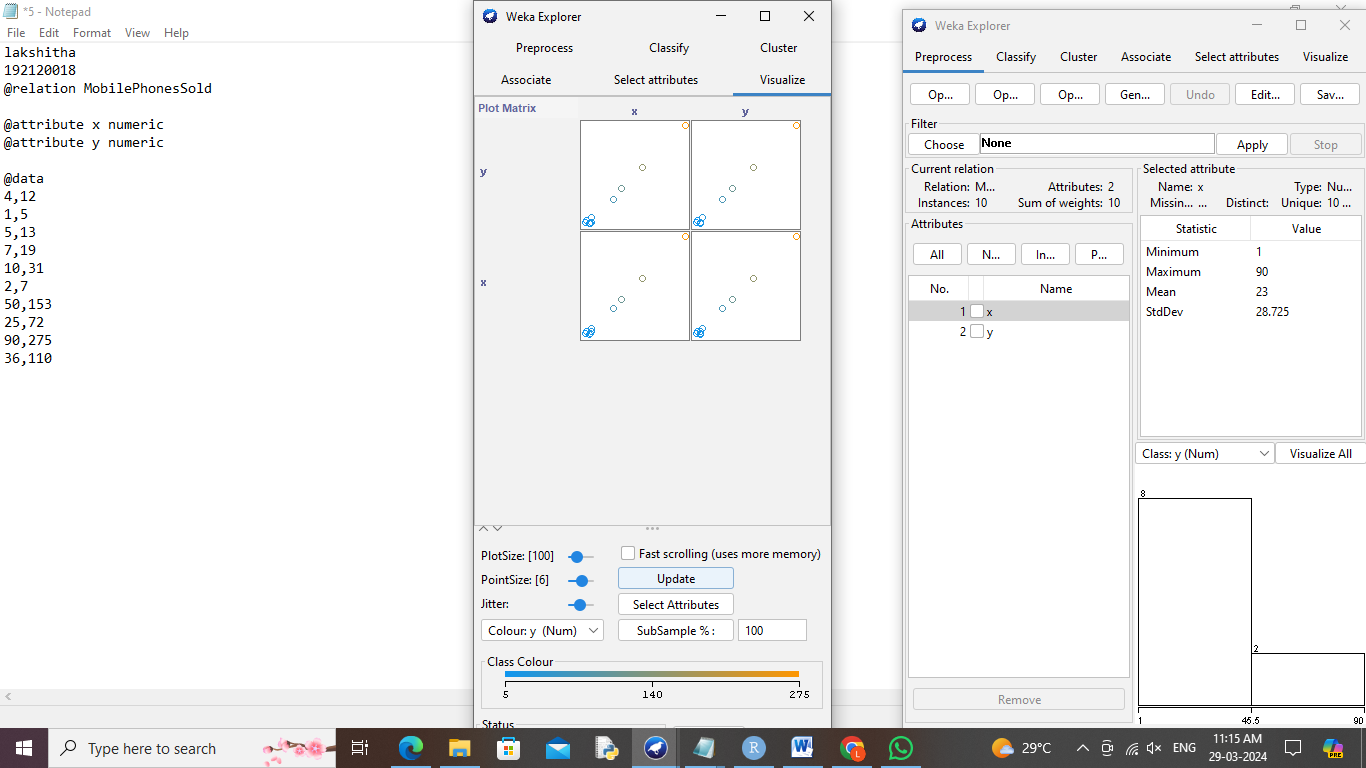 *5 - Notepad
File Edit Format View Help
lakshitha
192120018
@relation MobilePhonesSold
@attribute x numeric
@attribute y numeric
@data
4,12
1,5
5,13
7,19
10,31
2,7
50,153
25,72
90,275
36,110
Weka Explorer
Preprocess Classify Cluster
Associate Select attributes Visualize
Plot Matrix x y
y
x
PlotSize: [100] Fast scrolling (uses more memory)
PointSize: [6] Update
Jitter: Select Attributes
Colour: y (Num) SubSample % : 100
Class Colour
5 140 275
Status
Weka Explorer
Preprocess Classify Cluster Associate Select attributes Visualize
Op... Op... Op... Gen... Undo Edit... Sav...
Filter
Choose None Apply Stop
Current relation
Relation: M... Attributes: 2
Instances: 10 Sum of weights: 10
Attributes
All N... In... P...
No. Name
1 x
2 y
Remove
Selected attribute
Name: x Type: Nu...
Missin... ... Distinct: Unique: 10 ...
Statistic Value
Minimum 1
Maximum 90
Mean 23
StdDev 28.725
Class: y (Num) Visualize All
8
2
1 45.5 90
Type here to search
29°C ENG 11:15 AM
29-03-2024